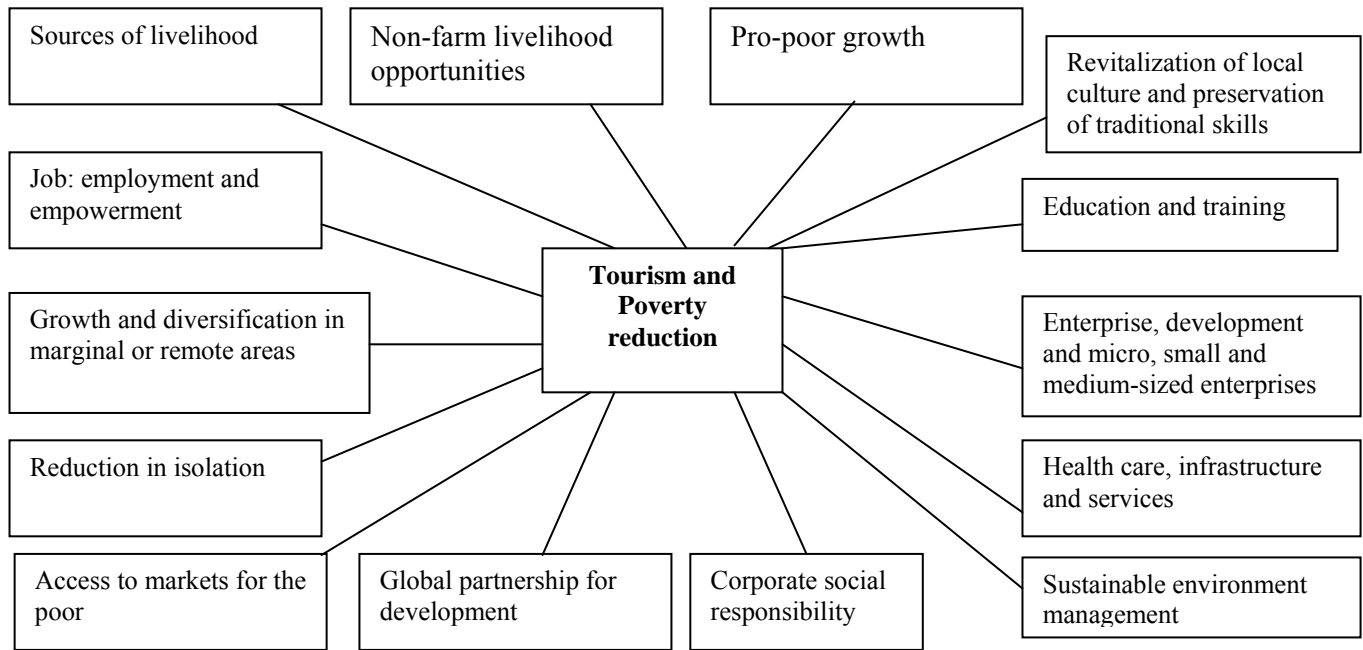 Sources of livelihood
Non-farm livelihood
opportunities
Pro-poor growth
Revitalization of local
culture and preservation
of traditional skills
Job: employment and
empowerment
Education and training
Tourism and
Poverty
reduction
Growth and diversification in
marginal or remote areas
Enterprise, development
and micro, small and
medium-sized enterprises
Reduction in isolation
Health care, infrastructure
and services
Access to markets for the
poor
Global partnership for
development
Corporate social
responsibility
Sustainable environment
management